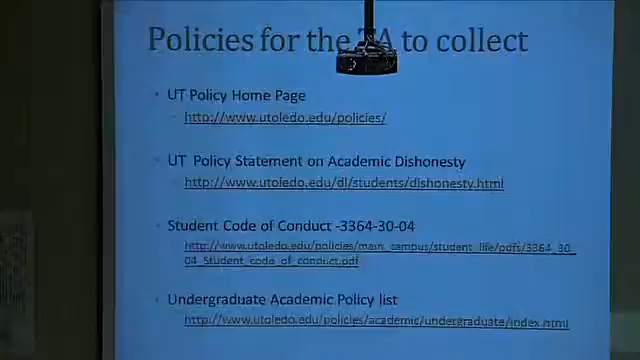 Policies for the TA to collect
UT Policy Home Page
http://www.utoledo.edu/policies/
UT Policy Statement on Academic Dishonesty
http://www.utoledo.edu/dl/students/dishonesty.html
Student Code of Conduct -3364-30-04
http://www.utoledo.edu/policies/main_campus/student_life/pdfs/3364_30_
04_Student_code_of_conduct.pdf
Undergraduate Academic Policy list
http://www.utoledo.edu/policies/academic/undergraduate/index.html